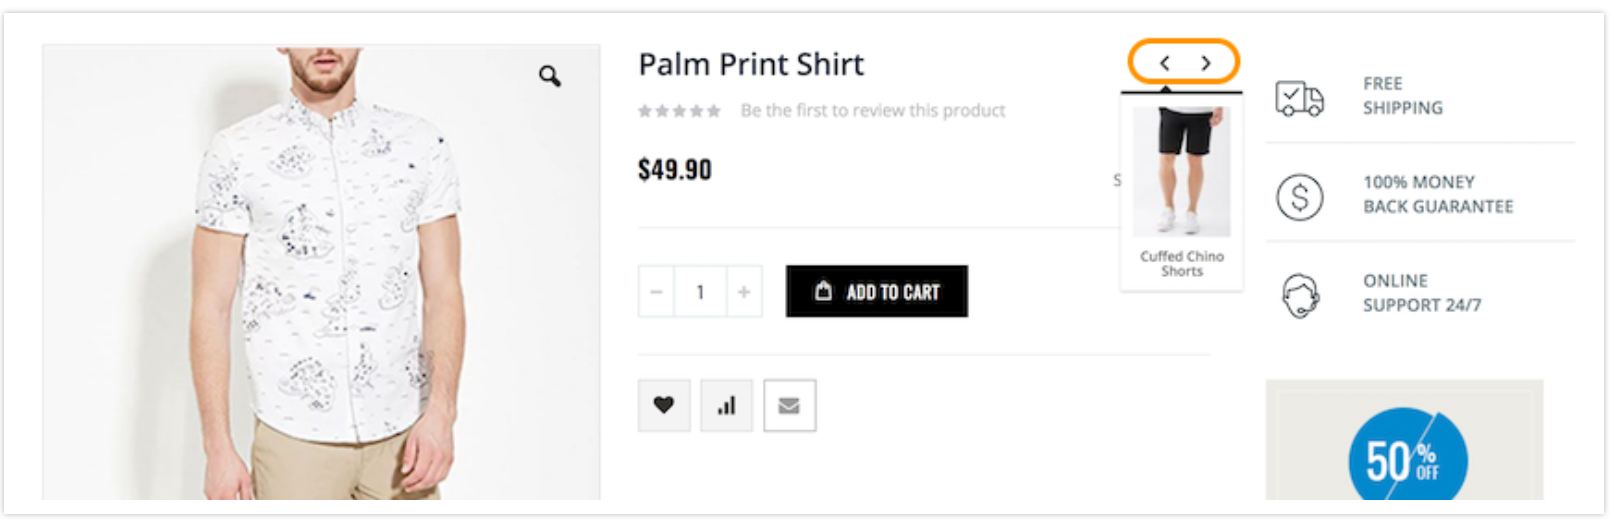 Palm Print Shirt
Be the first to review this product
$49.90
S
1
ADD TO CART
Cuffed Chino
Shorts
FREE
SHIPPING
100% MONEY
BACK GUARANTEE
ONLINE
SUPPORT 24/7
50%
OFF